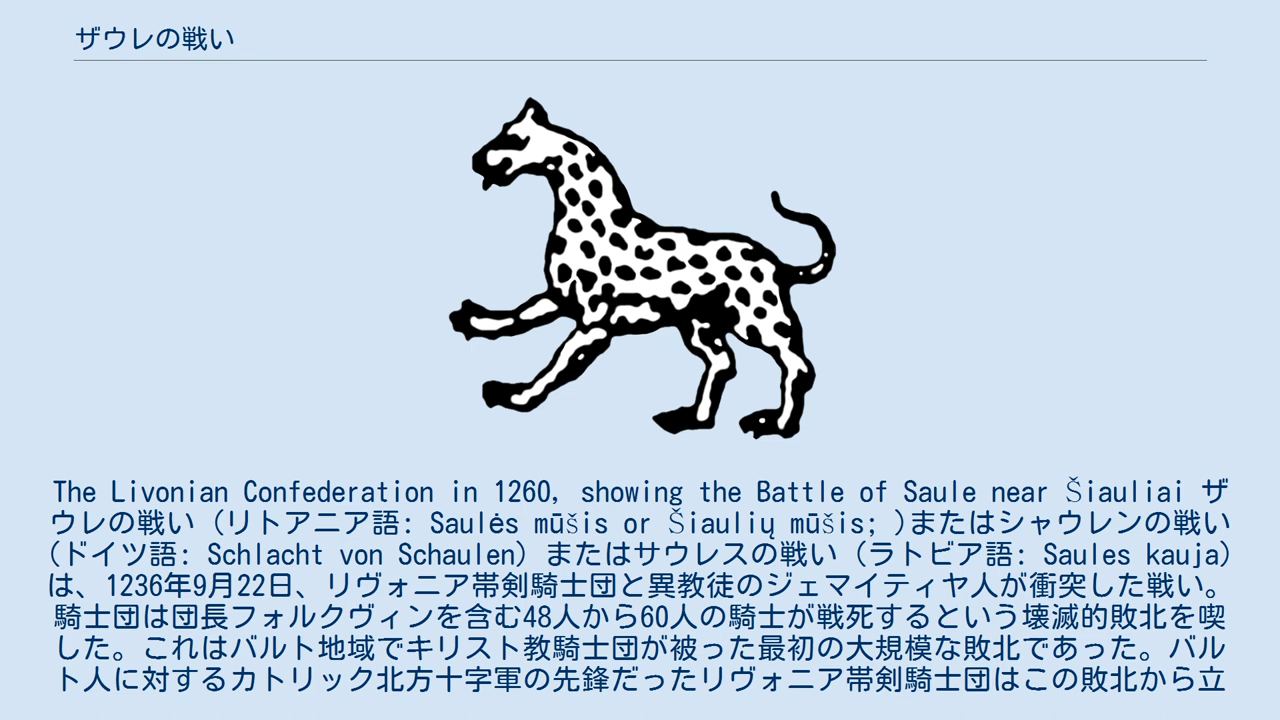 ザウレの戦い
The Livonian Confederation in 1260, showing the Battle of Saule near Šiauliai ザ
ウレの戦い（リトアニア語: Saulės mūšis or Šiaulių mūšis; )またはシャウレンの戦い
（ドイツ語: Schlacht von Schaulen）またはサウレスの戦い（ラトビア語: Saules kauja）
は、1236年9月22日、リヴォニア帯剣騎士団と異教徒のジェマイティヤ人が衝突した戦い。
騎士団は団長フォルクヴィンを含む48人から60人の騎士が戦死するという壊滅的敗北を喫
した。これはバルト地域でキリスト教騎士団が被った最初の大規模な敗北であった。バル
ト人に対するカトリック北方十字軍の先鋒だったリヴォニア帯剣騎士団はこの敗北から立